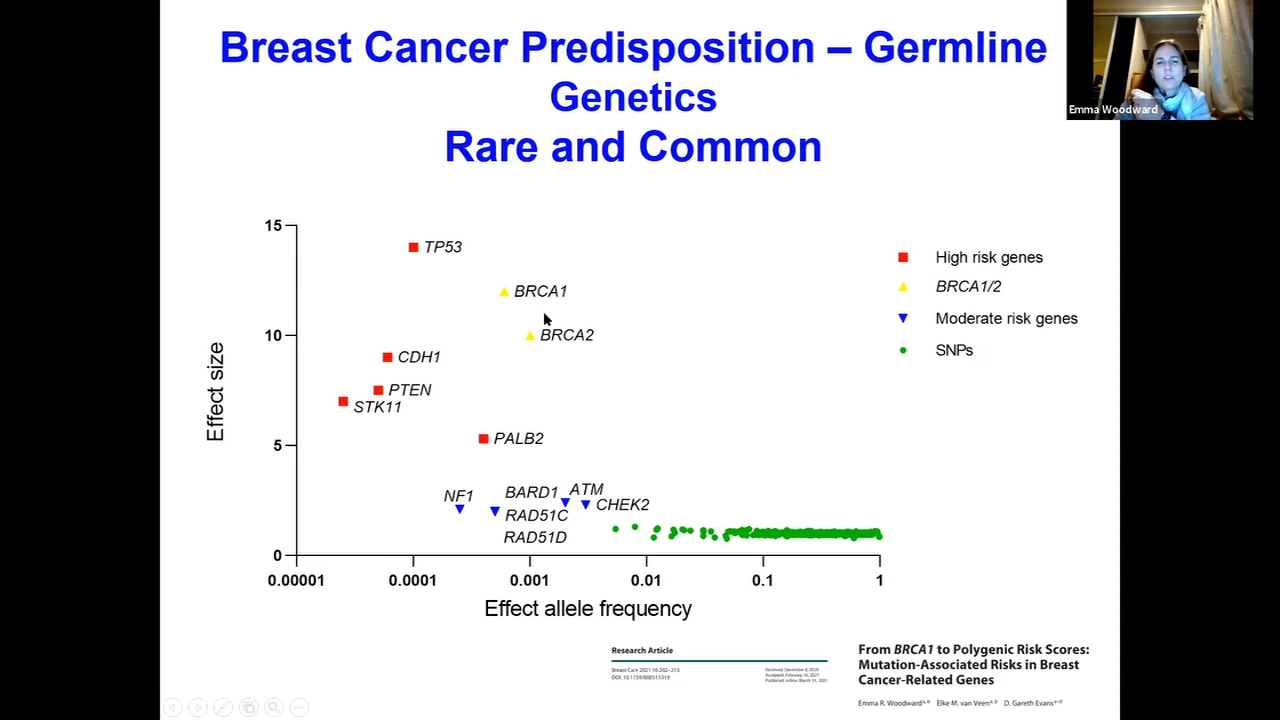 Breast Cancer Predisposition – Germline
Genetics
Rare and Common
Emma Woodward
15
10
5
0
Effect size
TP53
BRCA1
BRCA2
CDH1
PTEN
STK11
PALB2
NF1
BARD1
ATM
CHEK2
RAD51C
RAD51D
High risk genes
BRCA1/2
Moderate risk genes
SNPs
0.00001
0.0001
0.001
0.01
0.1
1
Effect allele frequency
Research Article
Breast Care 2021;16:202–213
DOI: 10.1159/000515319
Received: December 8, 2020
Accepted: February 16, 2021
Published online: March 31, 2021
From BRCA1 to Polygenic Risk Scores:
Mutation-Associated Risks in Breast
Cancer-Related Genes
Emma R. Woodward a, b Elke M. van Veen a, b D. Gareth Evans a–d